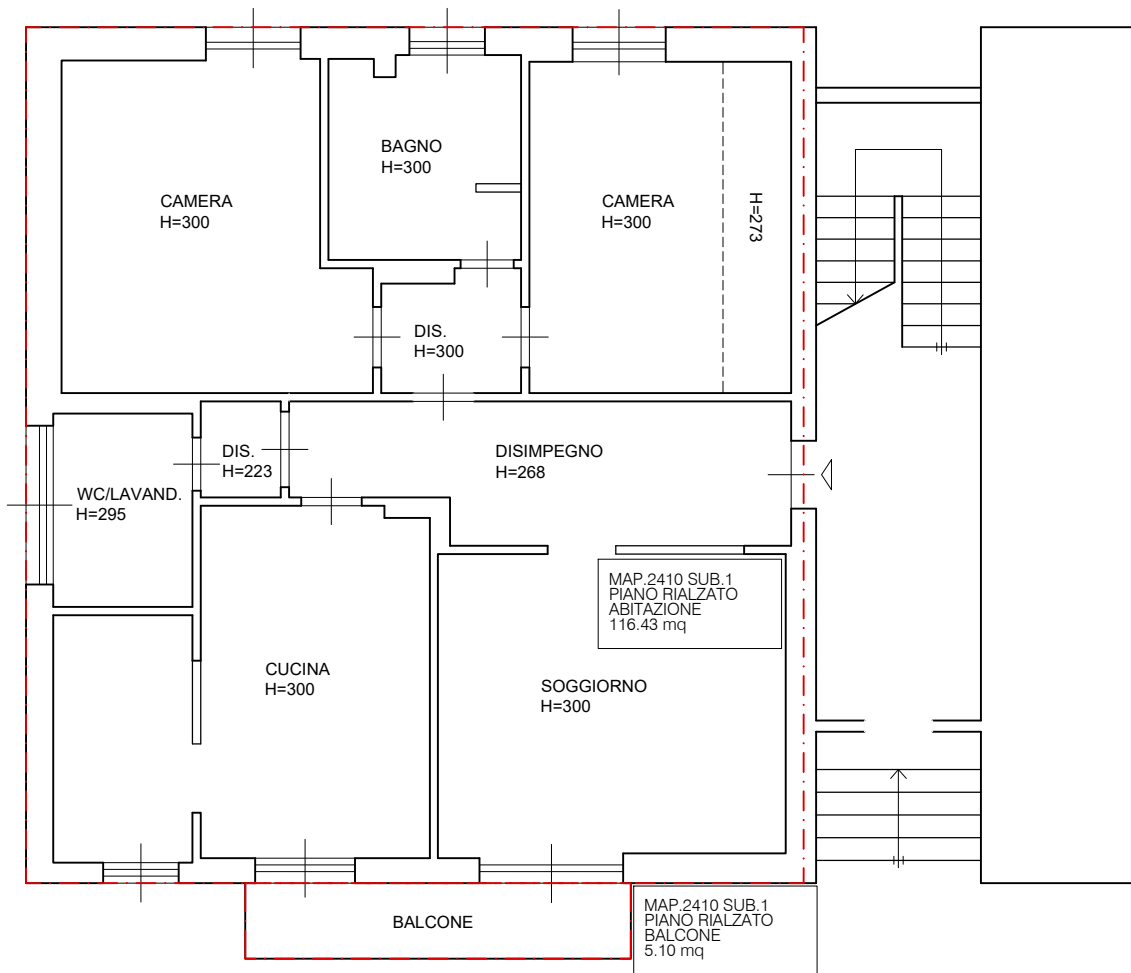 BAGNO
H=300
CAMERA
H=300
CAMERA
H=300
H=273
DIS.
H=300
DIS.
H=223
DISIMPEGNO
H=268
WC/LAVAND.
H=295
MAP.2410 SUB.1
PIANO RIALZATO
ABITAZIONE
116.43 mq
CUCINA
H=300
SOGGIORNO
H=300
BALCONE
MAP.2410 SUB.1
PIANO RIALZATO
BALCONE
5.10 mq